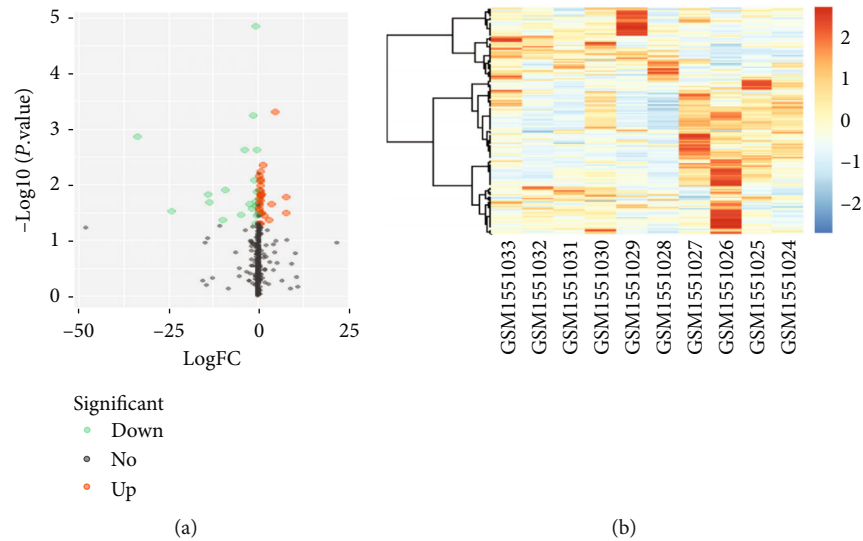 5
4
3
2
1
0
−50
−25
0
25
−Log10 (P.value)
LogFC
Significant
Down
No
Up
(a)
2
1
0
−1
−2
GSM1551033
GSM1551032
GSM1551031
GSM1551030
GSM1551029
GSM1551028
GSM1551027
GSM1551026
GSM1551025
GSM1551024
(b)